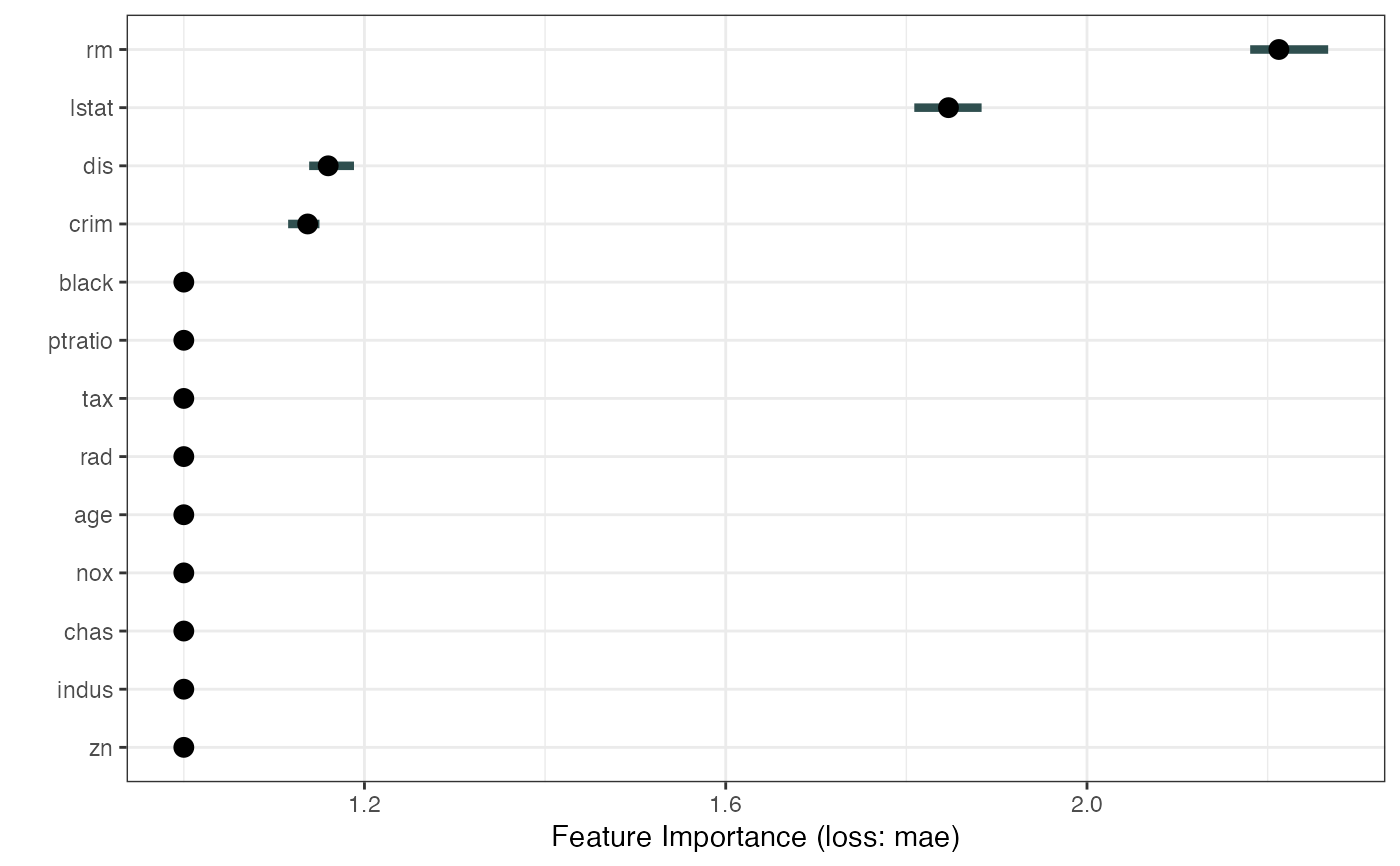 rm
lstat
dis
crim
black
ptratio
tax
rad
age
nox
chas
indus
zn
1.2 1.6 2.0
Feature Importance (loss: mae)